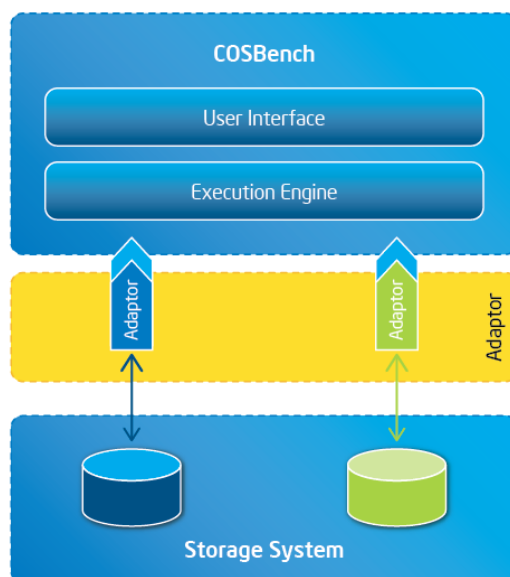 COSBench
User Interface
Execution Engine
Adaptor
Adaptor
Adaptor
Storage System